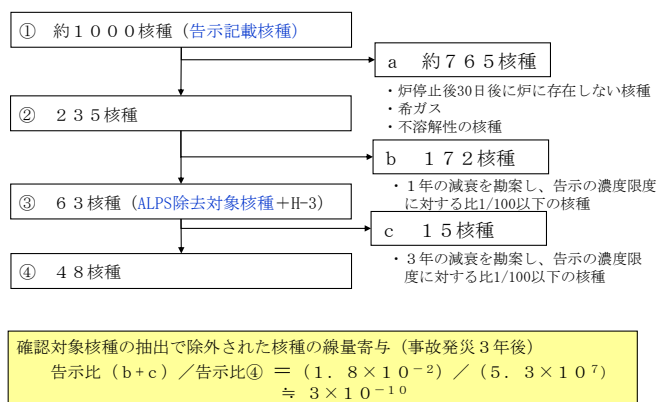 ① 約1000核種（告示記載核種）
a 約765核種
・炉停止後30日後に炉に存在しない核種
・希ガス
・不溶解性の核種
② 235核種
b 172核種
・1年の減衰を勘案し、告示の濃度限度
に対する比1/100以下の核種
③ 63核種（ALPS除去対象核種＋H-3）
c 15核種
・3年の減衰を勘案し、告示の濃度限
度に対する比1/100以下の核種
④ 48核種
確認対象核種の抽出で除外された核種の線量寄与（事故発災3年後）
告示比（b+c）／告示比④ ＝（1．8×10⁻²）／（5．3×10⁷）
≒ 3×10⁻¹⁰